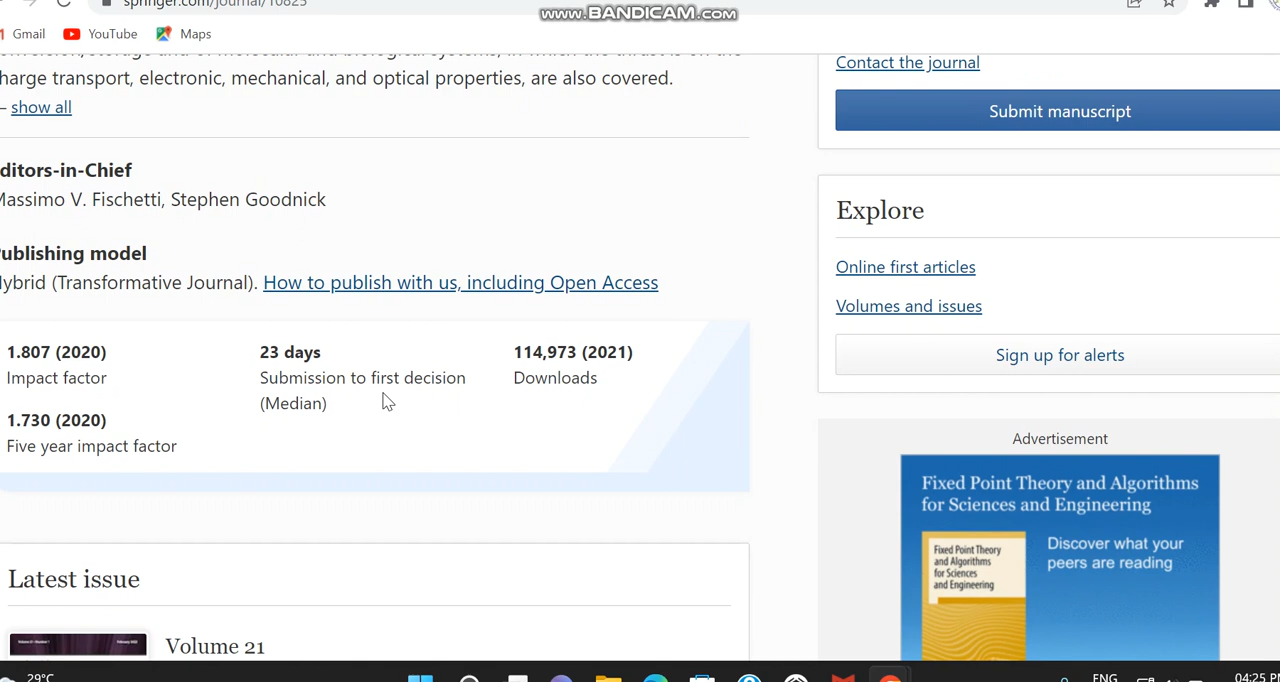 www.BANDICAM.com
springer.com/journal/10825
Gmail YouTube Maps
harge transport, electronic, mechanical, and optical properties, are also covered.
– show all
ditors-in-Chief
Massimo V. Fischetti, Stephen Goodnick
Publishing model
ybrid (Transformative Journal). How to publish with us, including Open Access
1.807 (2020)
Impact factor
1.730 (2020)
Five year impact factor
23 days
Submission to first decision
(Median)
114,973 (2021)
Downloads
Latest issue
Volume 21
Contact the journal
Submit manuscript
Explore
Online first articles
Volumes and issues
Sign up for alerts
Advertisement
Fixed Point Theory and Algorithms
for Sciences and Engineering
Fixed Point Theory
and Algorithms
for Sciences
and Engineering
Discover what your
peers are reading
29°C
ENG
04:25 P